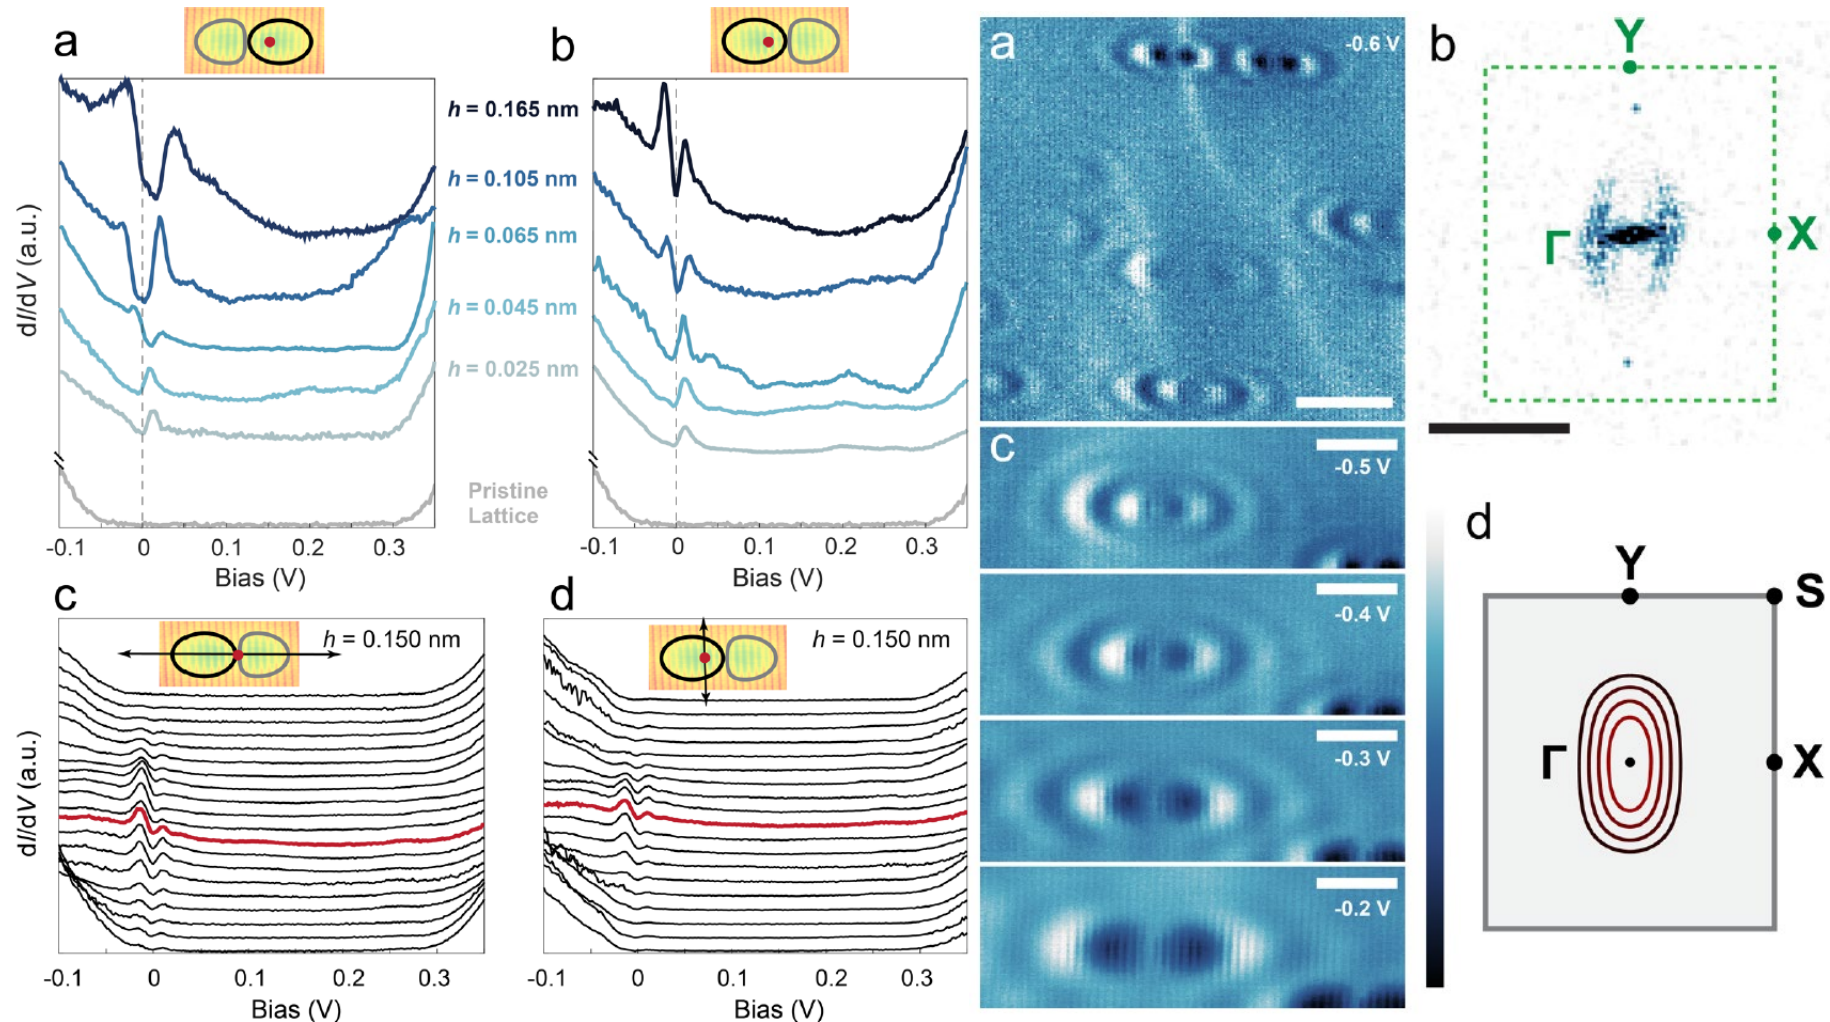 a
h = 0.165 nm
h = 0.105 nm
h = 0.065 nm
h = 0.045 nm
h = 0.025 nm
Pristine
Lattice
dI/dV (a.u.)
-0.1 0 0.1 0.2 0.3
Bias (V)
b
-0.1 0 0.1 0.2 0.3
Bias (V)
c
h = 0.150 nm
dI/dV (a.u.)
-0.1 0 0.1 0.2 0.3
Bias (V)
d
h = 0.150 nm
-0.1 0 0.1 0.2 0.3
Bias (V)
a
-0.6 V
b
Y
Γ
X
c
-0.5 V
-0.4 V
-0.3 V
-0.2 V
d
Y
S
Γ
X